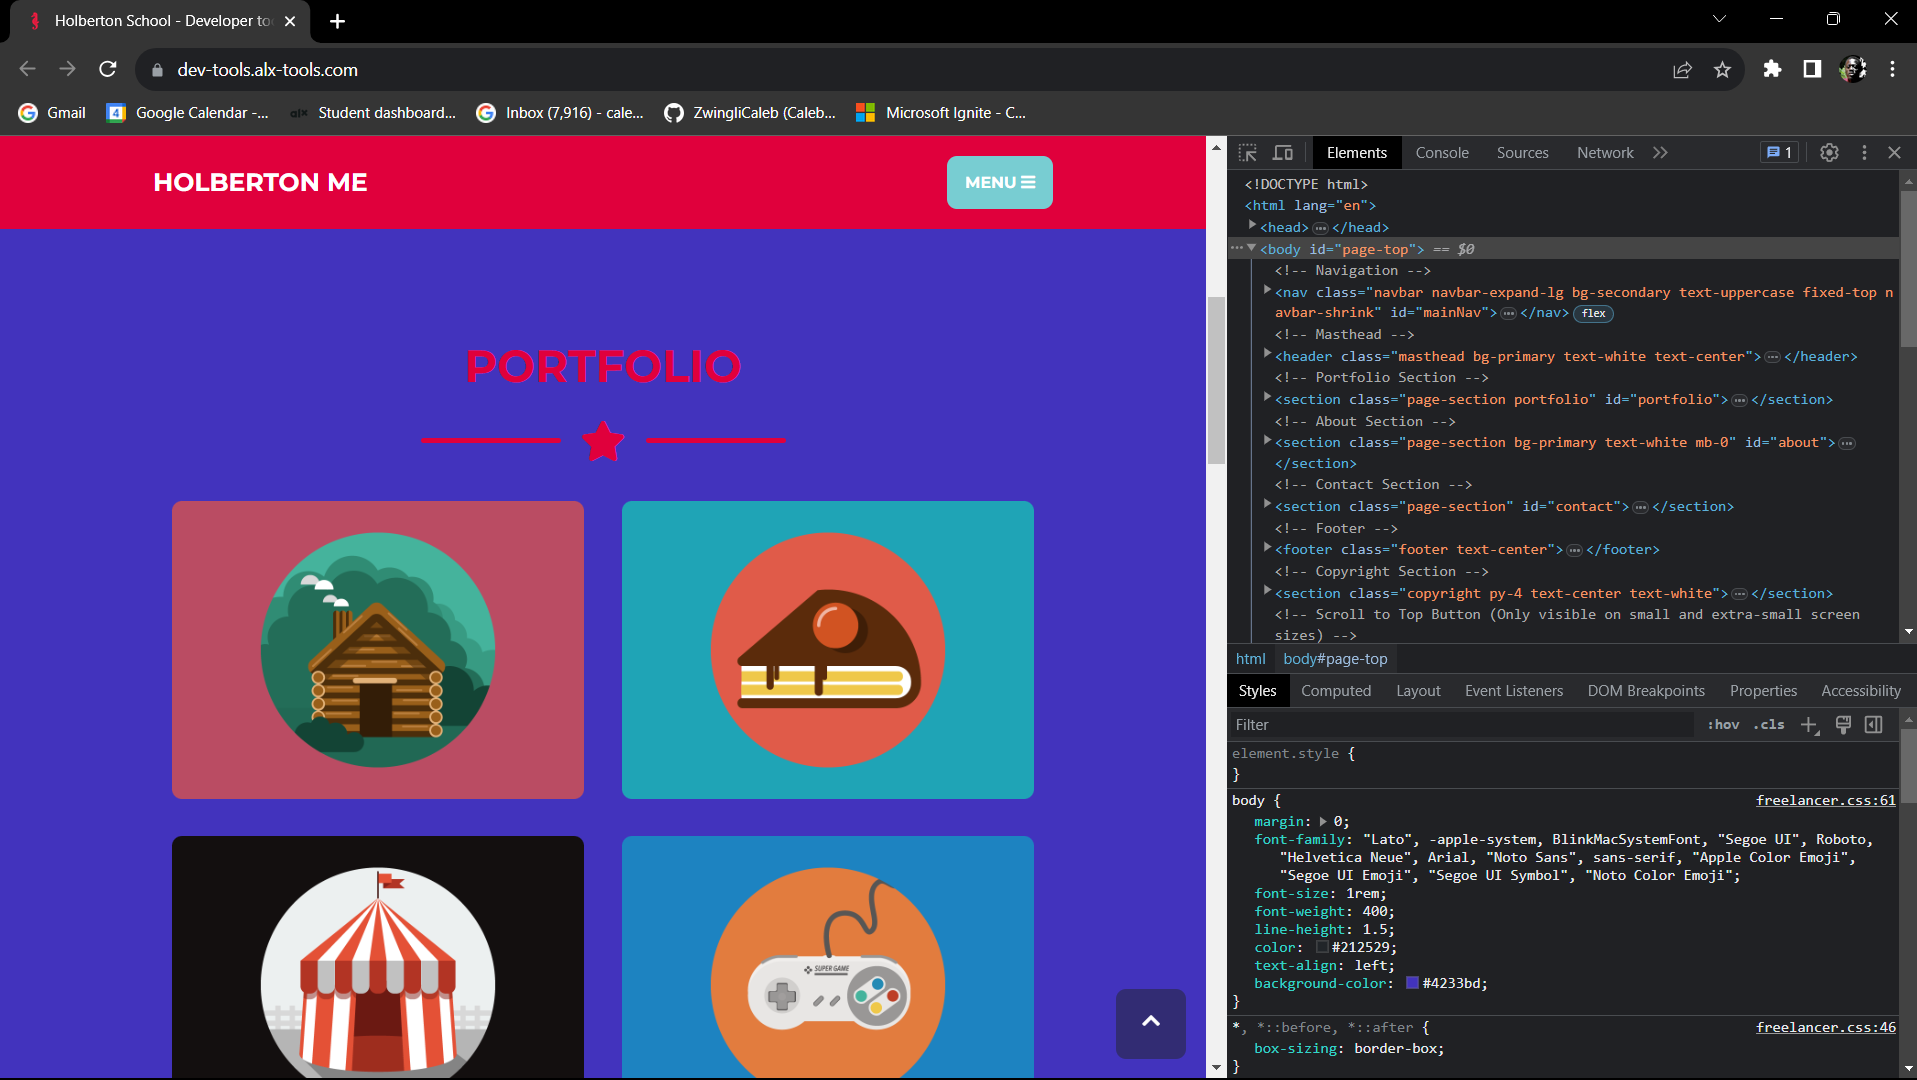 Holberton School - Developer to
dev-tools.alx-tools.com
Gmail
Google Calendar -...
alx
Student dashboard...
Inbox (7,916) - cale...
ZwingliCaleb (Caleb...
Microsoft Ignite - C...
HOLBERTON ME
MENU
PORTFOLIO
SUPER GAME
Elements Console Sources Network 1
<!DOCTYPE html>
<html lang="en">
<head>…</head>
<body id="page-top"> == $0
<!-- Navigation -->
<nav class="navbar navbar-expand-lg bg-secondary text-uppercase fixed-top n
avbar-shrink" id="mainNav">…</nav> flex
<!-- Masthead -->
<header class="masthead bg-primary text-white text-center">…</header>
<!-- Portfolio Section -->
<section class="page-section portfolio" id="portfolio">…</section>
<!-- About Section -->
<section class="page-section bg-primary text-white mb-0" id="about">…
</section>
<!-- Contact Section -->
<section class="page-section" id="contact">…</section>
<!-- Footer -->
<footer class="footer text-center">…</footer>
<!-- Copyright Section -->
<section class="copyright py-4 text-center text-white">…</section>
<!-- Scroll to Top Button (Only visible on small and extra-small screen
sizes) -->
html body#page-top
Styles Computed Layout Event Listeners DOM Breakpoints Properties Accessibility
Filter :hov .cls
element.style {
}
body { freelancer.css:61
margin: 0;
font-family: "Lato", -apple-system, BlinkMacSystemFont, "Segoe UI", Roboto,
"Helvetica Neue", Arial, "Noto Sans", sans-serif, "Apple Color Emoji",
"Segoe UI Emoji", "Segoe UI Symbol", "Noto Color Emoji";
font-size: 1rem;
font-weight: 400;
line-height: 1.5;
color: #212529;
text-align: left;
background-color: #4233bd;
}
*, *::before, *::after { freelancer.css:46
box-sizing: border-box;
}